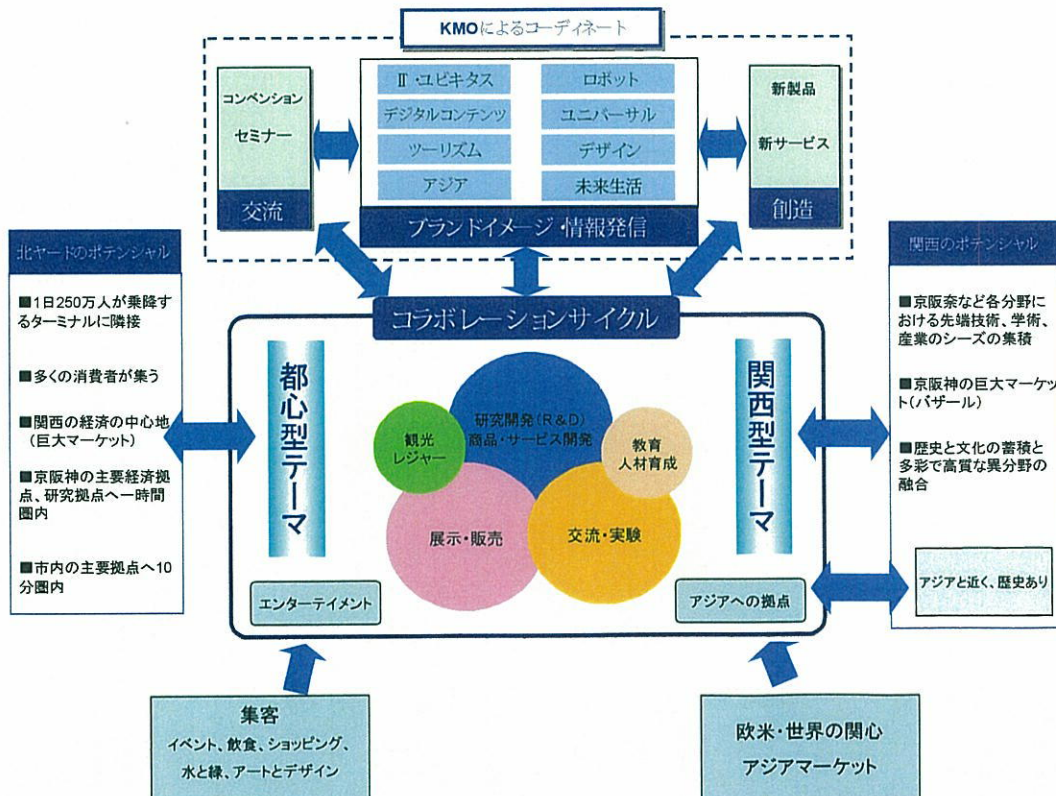 KMOによるコーディネート
コンベンション
セミナー
交流
IT・ユビキタス
ロボット
デジタルコンテンツ
ユニバーサル
ツーリズム
デザイン
アジア
未来生活
ブランドイメージ・情報発信
新製品
新サービス
創造
北ヤードのポテンシャル
■1日250万人が乗降す
るターミナルに隣接
■多くの消費者が集う
■関西の経済の中心地
(巨大マーケット)
■京阪神の主要経済拠
点、研究拠点へ一時間
圏内
■市内の主要拠点へ10
分圏内
コラボレーションサイクル
都心型テーマ
研究開発(R&D)
商品・サービス開発
観光
レジャー
教育
人材育成
展示・販売
交流・実験
関西型テーマ
エンターテイメント
アジアへの拠点
関西のポテンシャル
■京阪奈など各分野に
おける先端技術、学術、
産業のシーズの集積
■京阪神の巨大マーケッ
ト(バザール)
■歴史と文化の蓄積と
多彩で高質な異分野の
融合
アジアと近く、歴史あり
集客
イベント、飲食、ショッピング、
水と緑、アートとデザイン
欧米・世界の関心
アジアマーケット